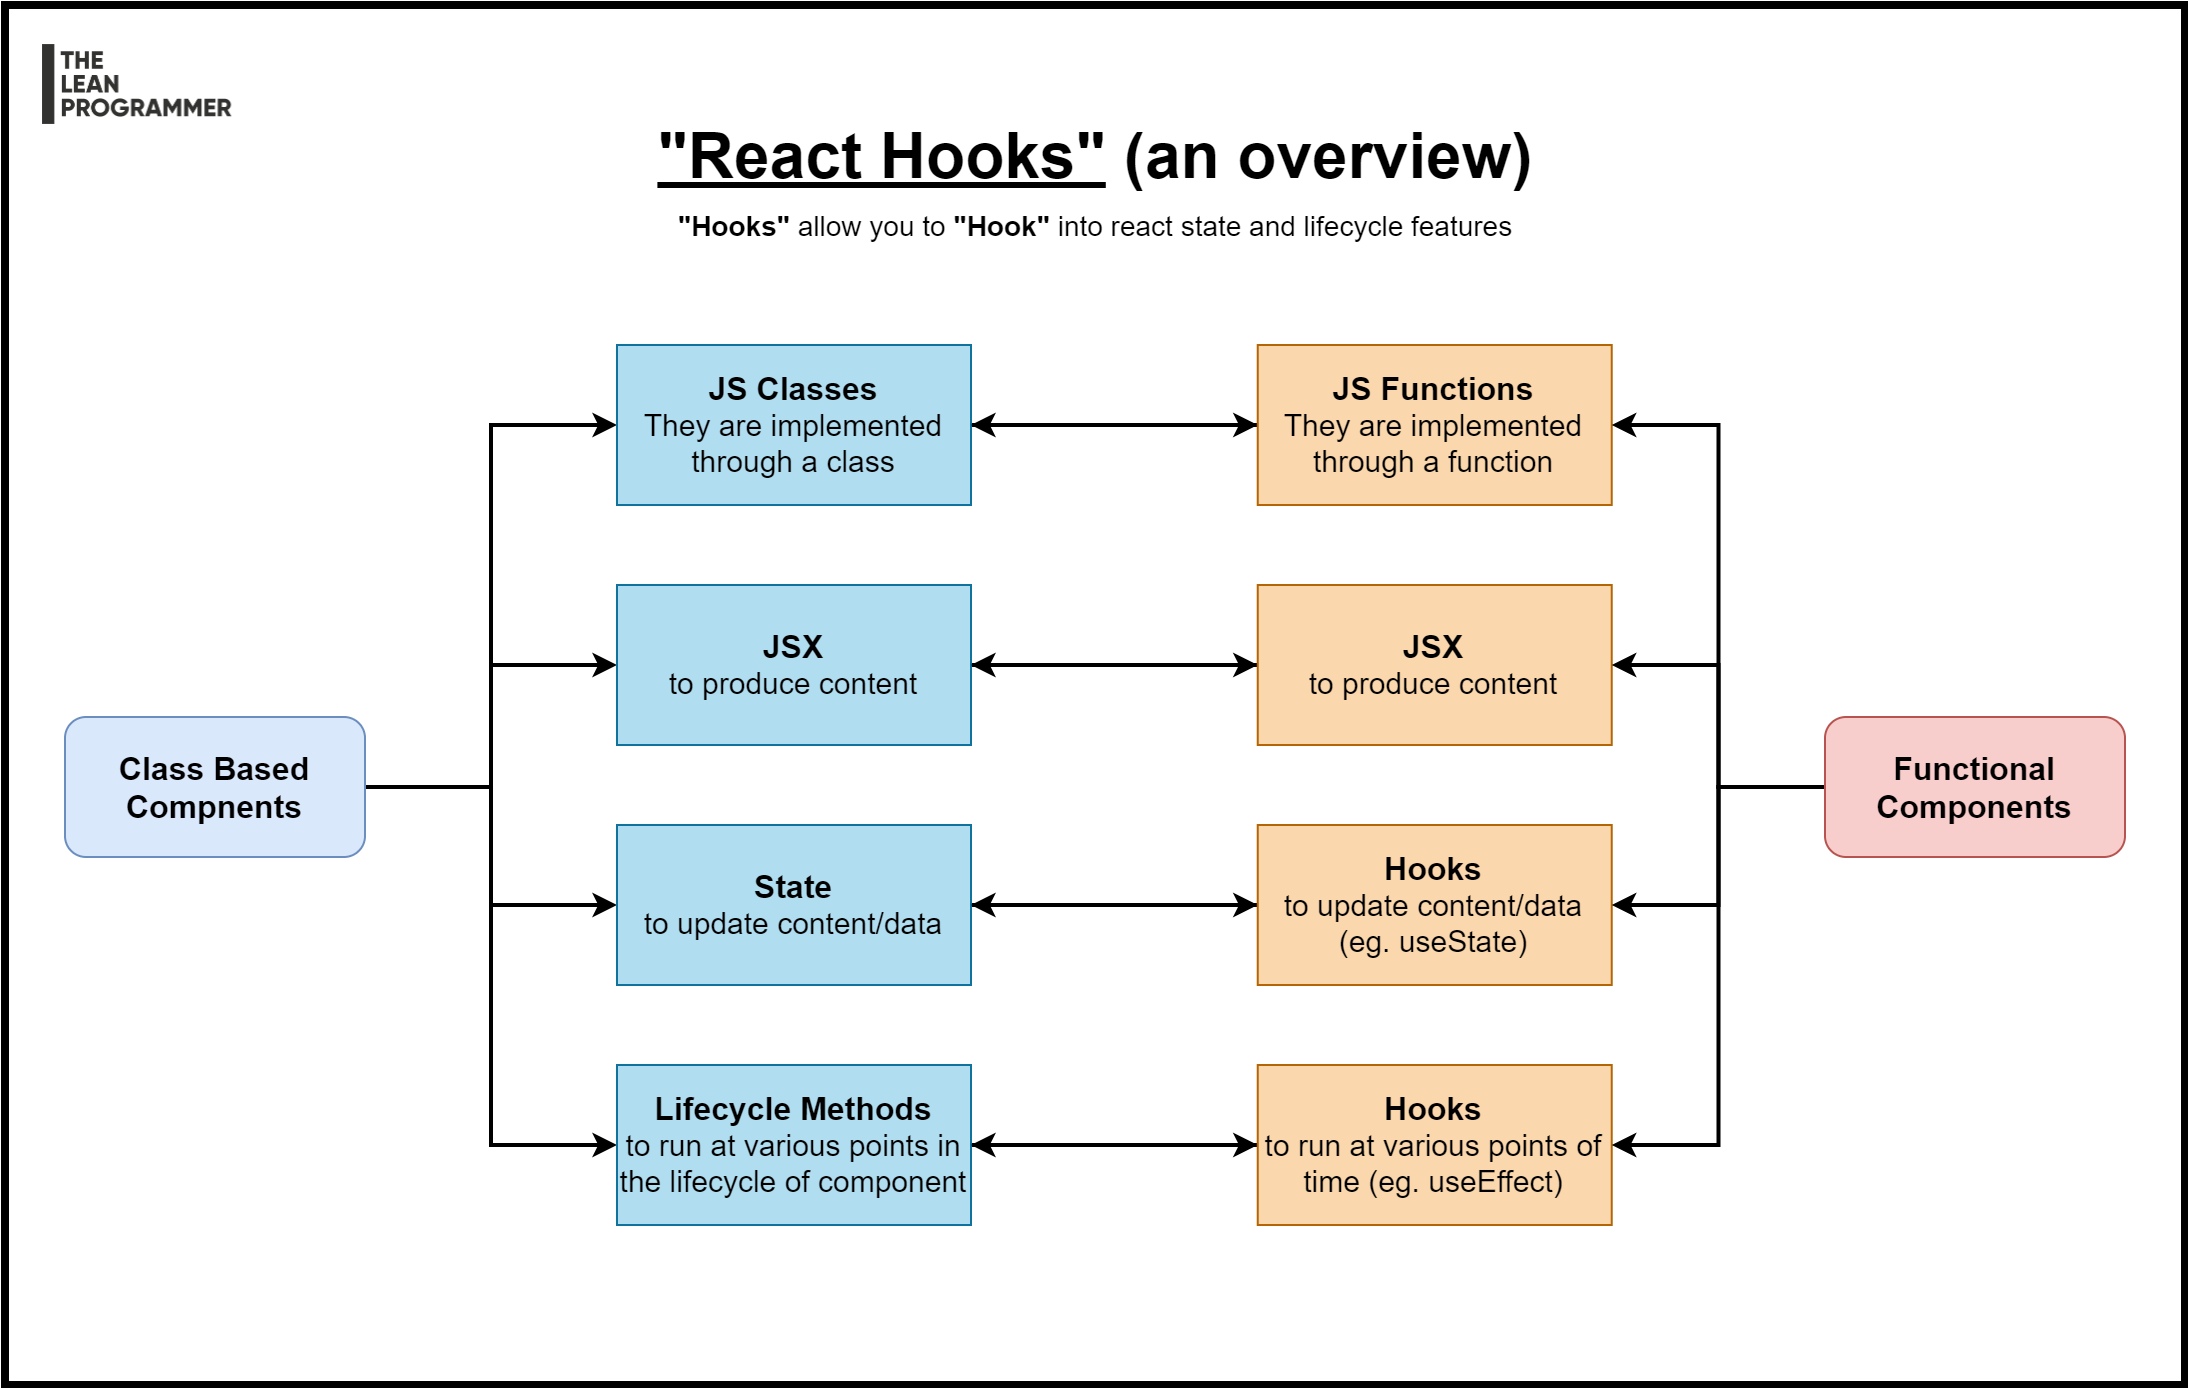 THE
LEAN
PROGRAMMER
"React Hooks" (an overview)
"Hooks" allow you to "Hook" into react state and lifecycle features
JS Classes
They are implemented
through a class
JS Functions
They are implemented
through a function
JSX
to produce content
JSX
to produce content
Class Based
Compnents
Functional
Components
State
to update content/data
Hooks
to update content/data
(eg. useState)
Lifecycle Methods
to run at various points in
the lifecycle of component
Hooks
to run at various points of
time (eg. useEffect)